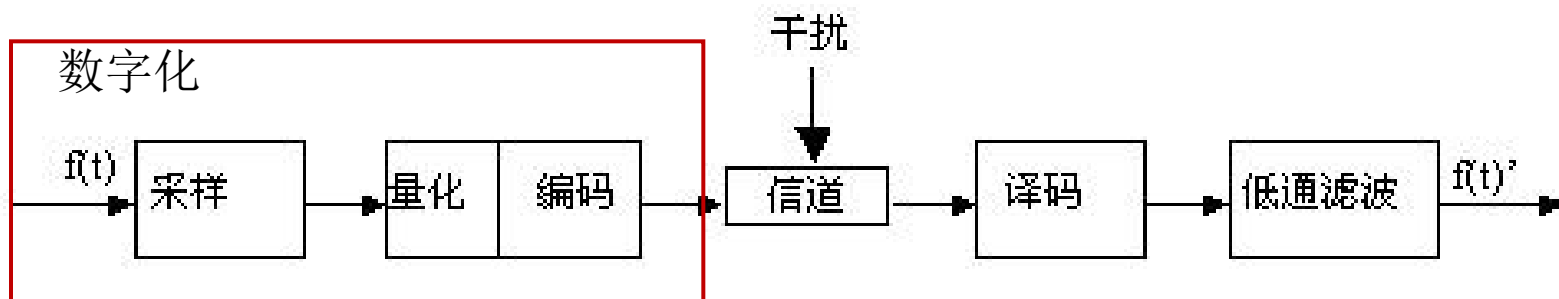 干扰
数字化
f(t) 采样 量化 编码 信道 译码 低通滤波 f(t)’